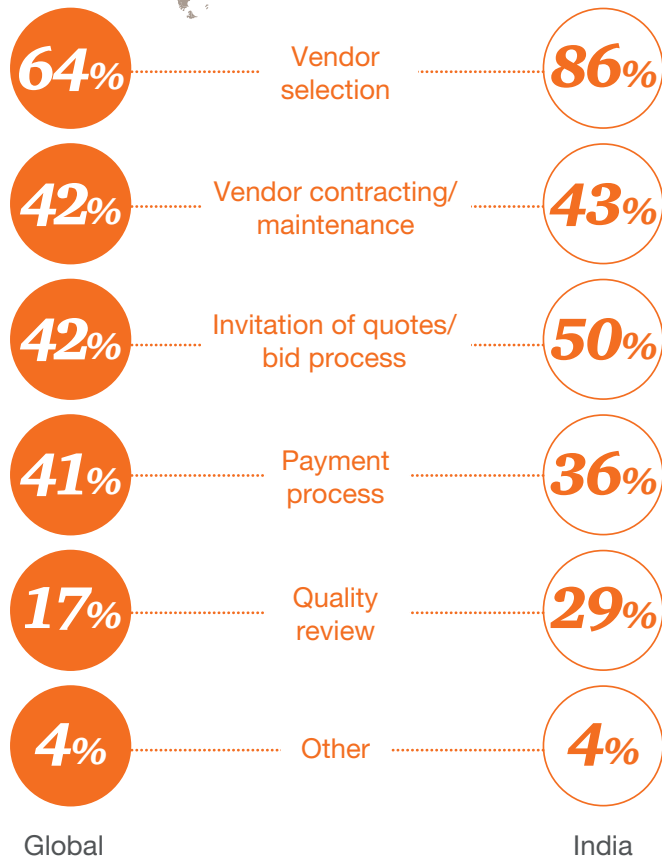 64% Vendor selection 86%
42% Vendor contracting/ maintenance 43%
42% Invitation of quotes/ bid process 50%
41% Payment process 36%
17% Quality review 29%
4% Other 4%
Global India